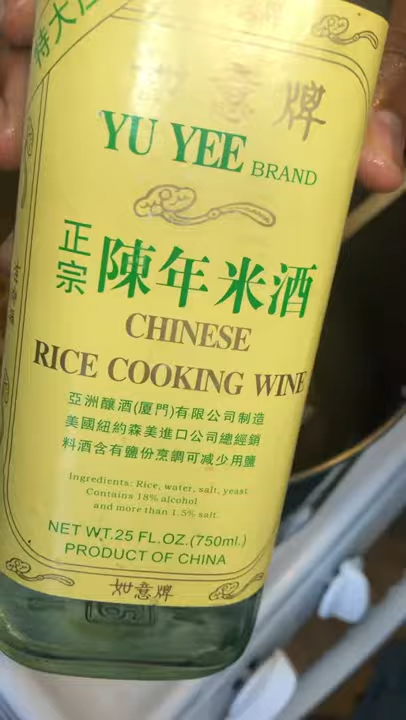 特大
如意牌
YU YEE BRAND
正宗 陳年米酒
CHINESE
RICE COOKING WINE
亞洲釀酒(厦門)有限公司制造
美國紐約森美進口公司總經銷
料酒含有鹽份烹調可减少用鹽
Ingredients: Rice, water, salt, yeast
Contains 18% alcohol
and more than 1.5% salt.
NET WT.25 FL.OZ.(750ml.)
PRODUCT OF CHINA
如意牌